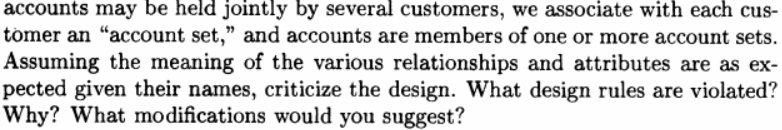 accounts may be held jointly by several customers, we associate with each cus-
tomer an “account set,” and accounts are members of one or more account sets.
Assuming the meaning of the various relationships and attributes are as ex-
pected given their names, criticize the design. What design rules are violated?
Why? What modifications would you suggest?